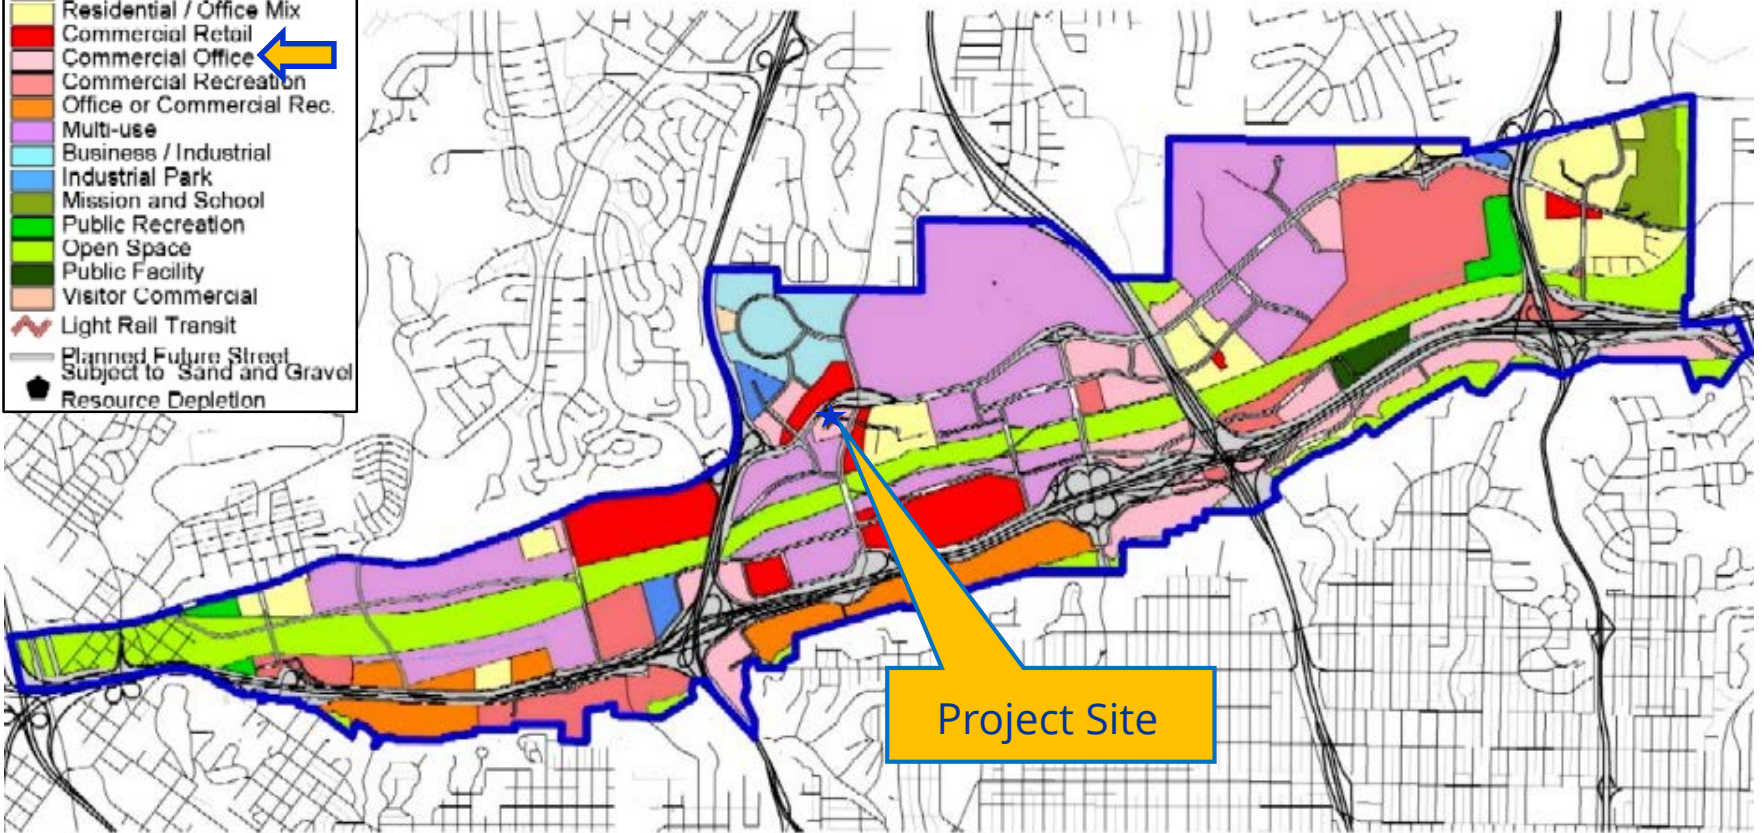 Residential / Office Mix
Commercial Retail
Commercial Office
Commercial Recreation
Office or Commercial Rec.
Multi-use
Business / Industrial
Industrial Park
Mission and School
Public Recreation
Open Space
Public Facility
Visitor Commercial
Light Rail Transit
Planned Future Street
Subject to Sand and Gravel
Resource Depletion
Project Site